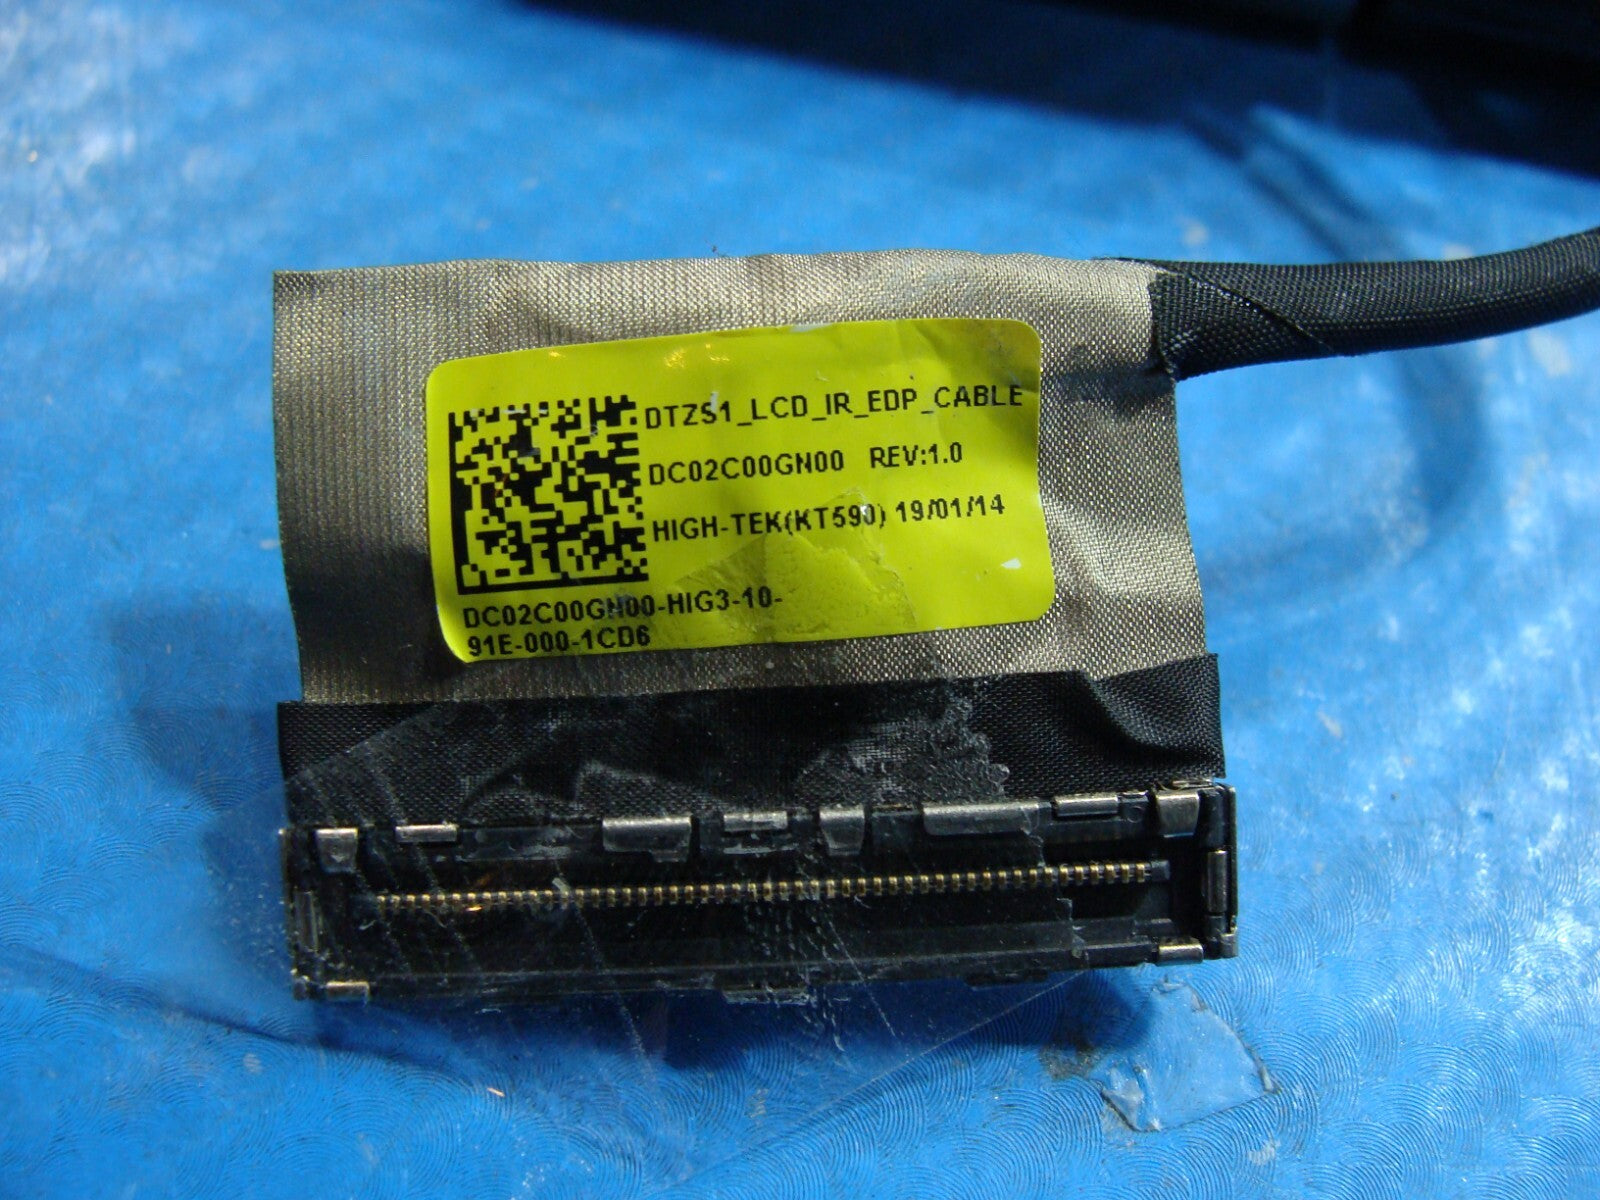 DTZS1_LCD_IR_EDP_CABLE
DC02C00GN00 REV:1.0
HIGH-TEK(KT590) 19/01/14
DC02C00GN00-HIG3-10-
91E-000-1CD6